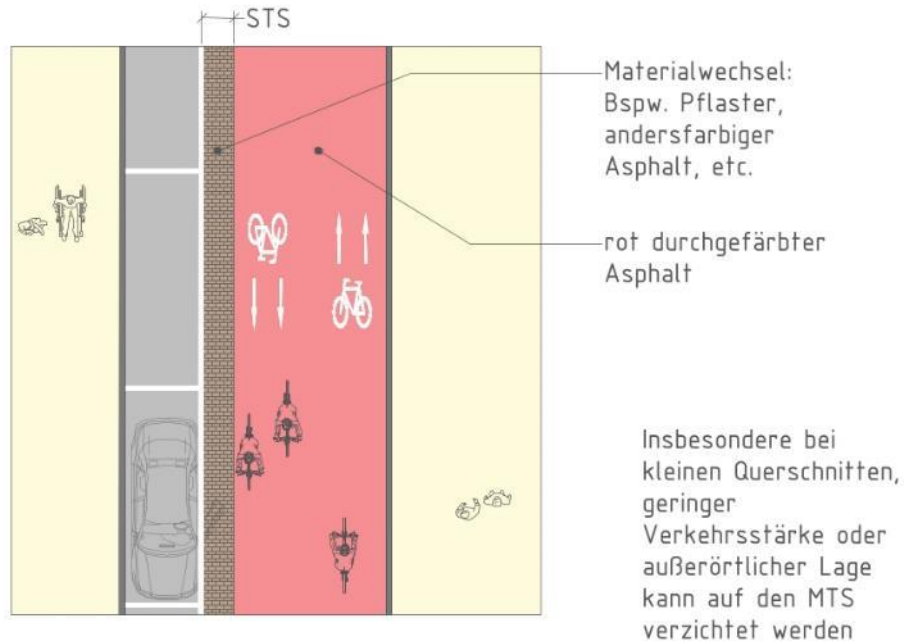 STS
Materialwechsel:
Bspw. Pflaster,
andersfarbiger
Asphalt, etc.
rot durchgefärbter
Asphalt
Insbesondere bei
kleinen Querschnitten,
geringer
Verkehrsstärke oder
außerörtlicher Lage
kann auf den MTS
verzichtet werden